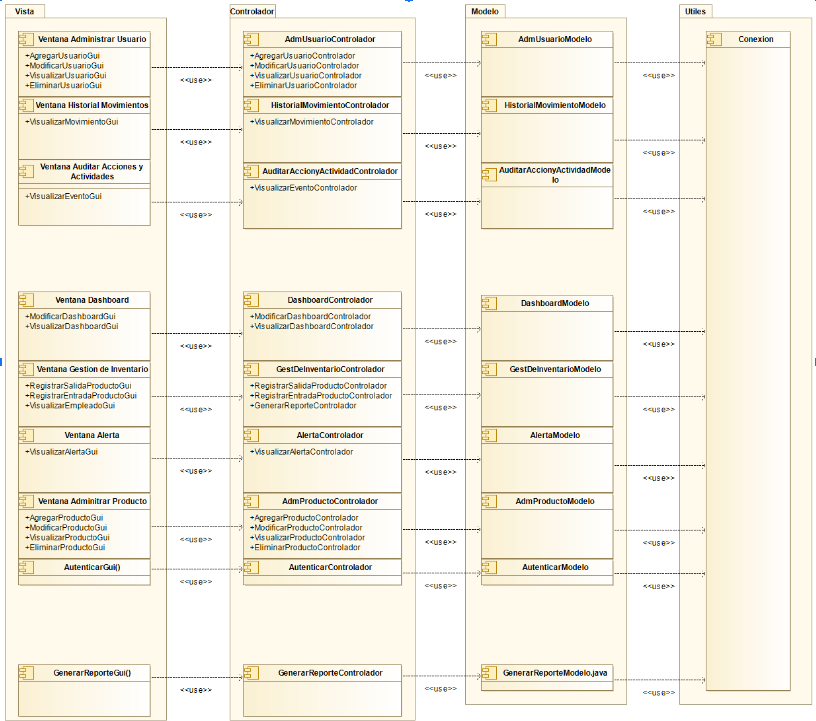 Vista
Controlador
Modelo
Utiles
Ventana Administrar Usuario
+AgregarUsuarioGui
+ModificarUsuarioGui
+VisualizarUsuarioGui
+EliminarUsuarioGui
<<use>>
AdmUsuarioControlador
+AgregarUsuarioControlador
+ModificarUsuarioControlador
+VisualizarUsuarioControlador
+EliminarUsuarioControlador
<<use>>
AdmUsuarioModelo
<<use>>
Conexion
Ventana Historial Movimientos
+VisualizarMovimientoGui
<<use>>
HistorialMovimientoControlador
+VisualizarMovimientoControlador
<<use>>
HistorialMovimientoModelo
<<use>>
Ventana Auditar Acciones y
Actividades
+VisualizarEventoGui
<<use>>
AuditarAccionyActividadControlador
+VisualizarEventoControlador
<<use>>
AuditarAccionyActividadMode
lo
<<use>>
Ventana Dashboard
+ModificarDashboardGui
+VisualizarDashboardGui
<<use>>
DashboardControlador
+ModificarDashboardControlador
+VisualizarDashboardControlador
<<use>>
DashboardModelo
<<use>>
Ventana Gestion de Inventario
+RegistrarSalidaProductoGui
+RegistrarEntradaProductoGui
+VisualizarEmpleadoGui
<<use>>
GestDeInventarioControlador
+RegistrarSalidaProductoControlador
+RegistrarEntradaProductoControlador
+GenerarReporteControlador
<<use>>
GestDeInventarioModelo
<<use>>
Ventana Alerta
+VisualizarAlertaGui
<<use>>
AlertaControlador
+VisualizarAlertaControlador
<<use>>
AlertaModelo
<<use>>
Ventana Adminitrar Producto
+AgregarProductoGui
+ModificarProductoGui
+VisualizarProductoGui
+EliminarProductoGui
<<use>>
AdmProductoControlador
+AgregarProductoControlador
+ModificarProductoControlador
+VisualizarProductoControlador
+EliminarProductoControlador
<<use>>
AdmProductoModelo
<<use>>
AutenticarGui()
<<use>>
AutenticarControlador
<<use>>
AutenticarModelo
<<use>>
GenerarReporteGui()
<<use>>
GenerarReporteControlador
<<use>>
GenerarReporteModelo.java
<<use>>